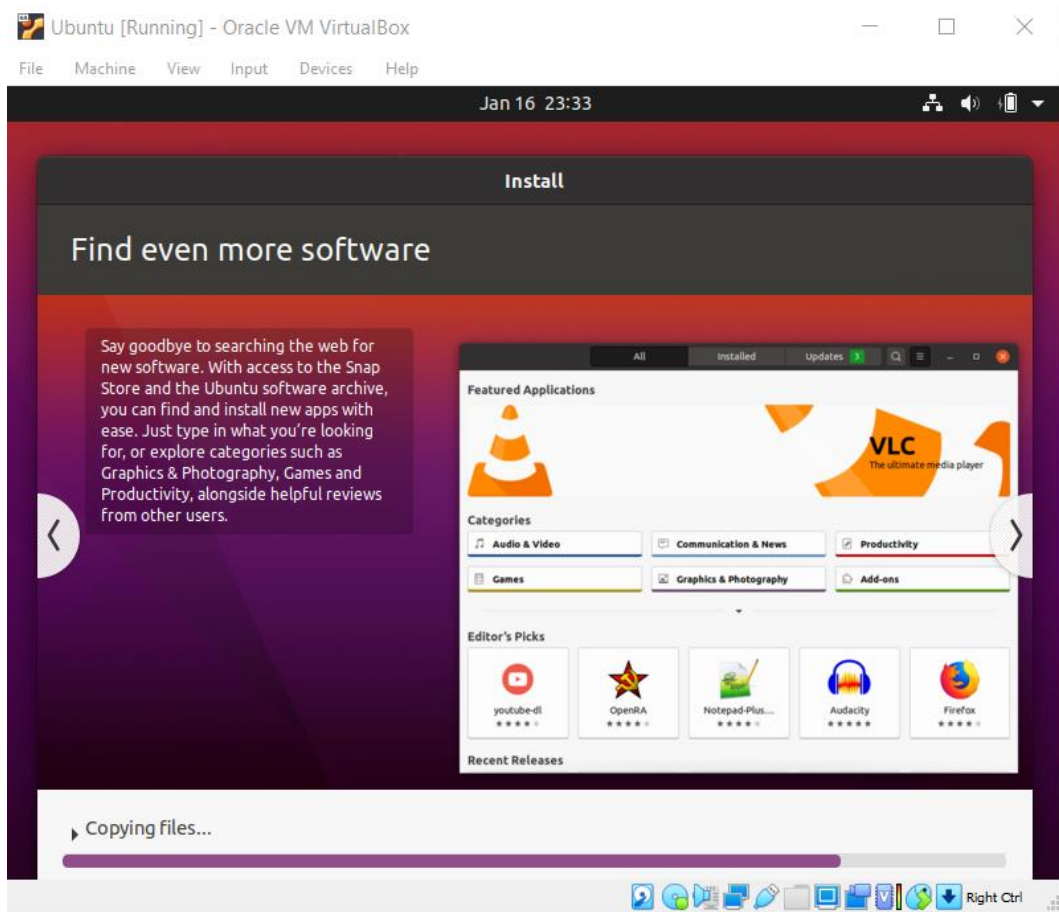 Ubuntu [Running] - Oracle VM VirtualBox
File Machine View Input Devices Help
Jan 16 23:33
Install
Find even more software
Say goodbye to searching the web for
new software. With access to the Snap
Store and the Ubuntu software archive,
you can find and install new apps with
ease. Just type in what you're looking
for, or explore categories such as
Graphics & Photography, Games and
Productivity, alongside helpful reviews
from other users.
All Installed Updates 3
Featured Applications
VLC
The ultimate media player
Categories
Audio & Video Communication & News Productivity
Games Graphics & Photography Add-ons
Editor's Picks
youtube-dl OpenRA Notepad-Plus... Audacity Firefox
Recent Releases
Copying files...
Right Ctrl